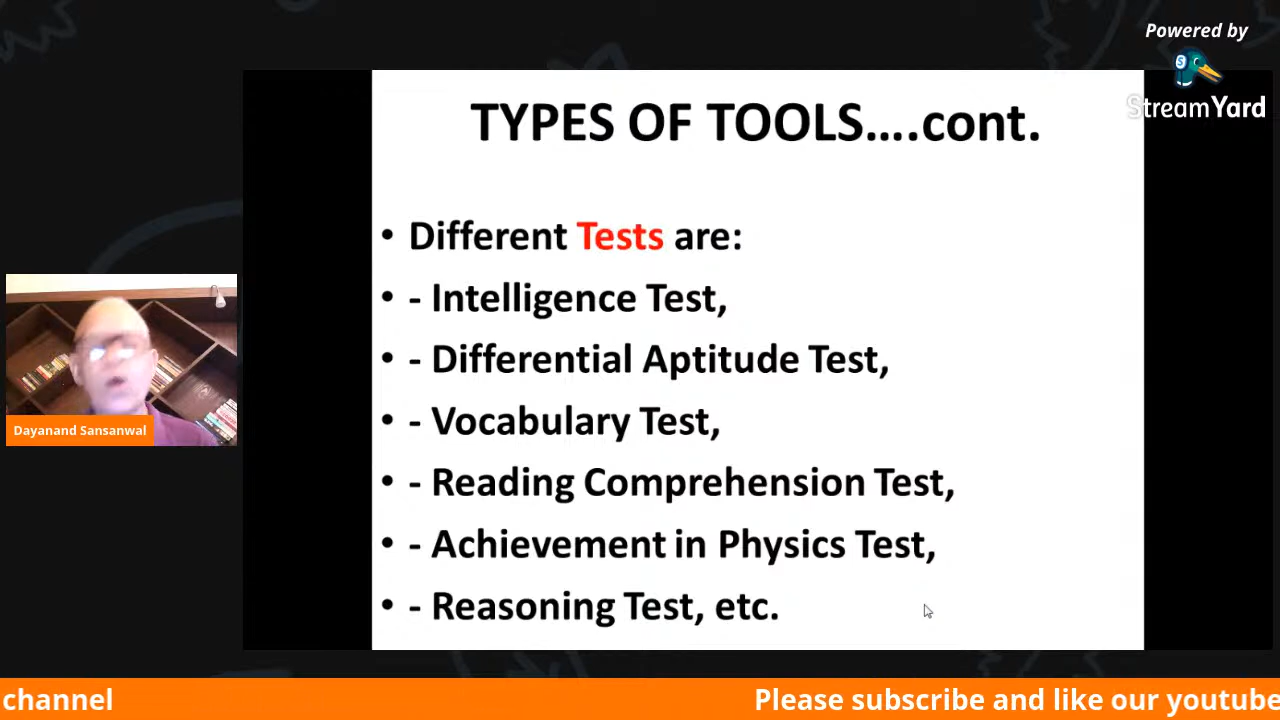 Powered by
StreamYard
TYPES OF TOOLS….cont.
• Different Tests are:
• - Intelligence Test,
• - Differential Aptitude Test,
• - Vocabulary Test,
• - Reading Comprehension Test,
• - Achievement in Physics Test,
• - Reasoning Test, etc.
Dayanand Sansanwal
channel Please subscribe and like our youtube